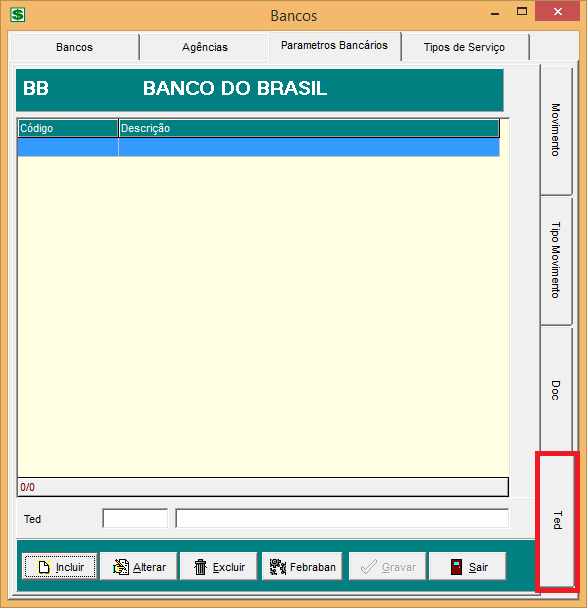 Bancos
Bancos Agências Parametros Bancários Tipos de Serviço
BB BANCO DO BRASIL
Código Descrição
Movimento
Tipo Movimento
Doc
Ted
0/0
Ted
Incluir Alterar Excluir Febraban Gravar Sair